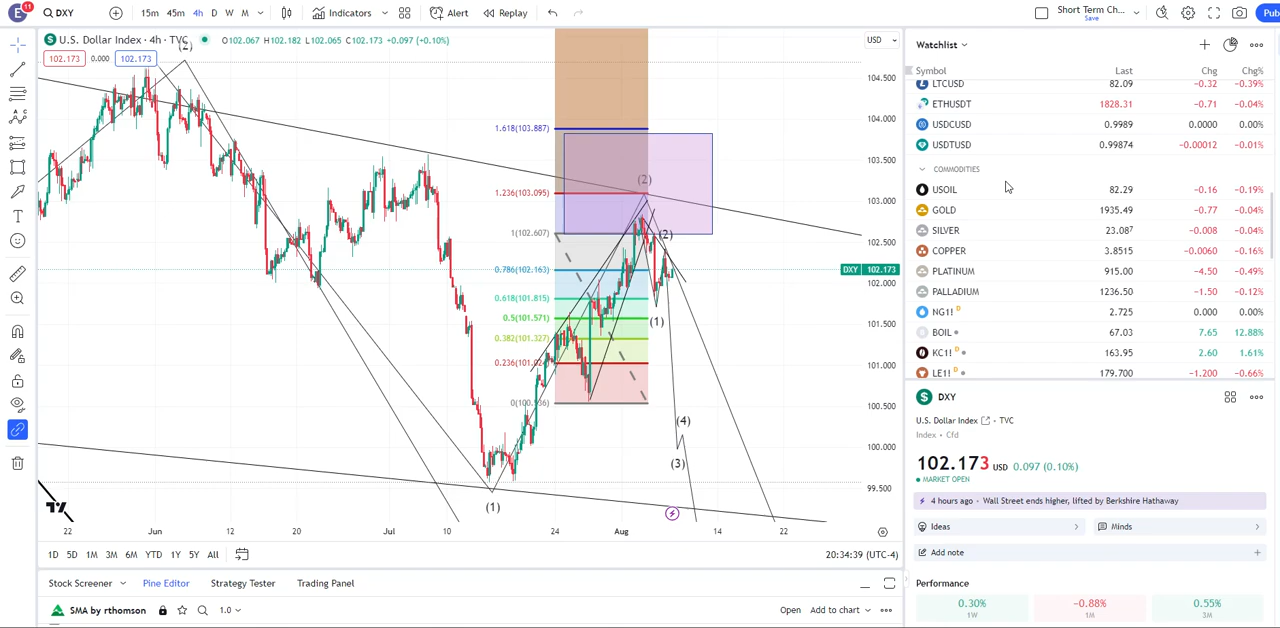 E 11 DXY 15m 45m 4h D W M Indicators Alert Replay Short Term Ch... Save Pub
U.S. Dollar Index · 4h · TVC O102.067 H102.182 L102.065 C102.173 +0.097 (+0.10%) USD
102.173 0.000 102.173
(2)
104.500
104.000
1.618(103.887)
103.500
(2)
1.236(103.095)
103.000
1(102.607)
(2)
102.500
0.786(102.163)
DXY 102.173
102.000
0.618(101.815)
(1)
0.5(101.571)
101.500
0.382(101.327)
0.236(101.02
101.000
0(100.536)
100.500
(4)
100.000
(3)
99.500
(1)
22 Jun 12 20 Jul 10 24 Aug 14 22
1D 5D 1M 3M 6M YTD 1Y 5Y All 20:34:39 (UTC-4)
Stock Screener Pine Editor Strategy Tester Trading Panel
SMA by rthomson 1.0 Open Add to chart
Watchlist
Symbol Last Chg Chg%
LTCUSD 82.09 −0.32 −0.39%
ETHUSDT 1828.31 −0.71 −0.04%
USDCUSD 0.9989 0.0000 0.00%
USDTUSD 0.99874 −0.00012 −0.01%
COMMODITIES
USOIL 82.29 −0.16 −0.19%
GOLD 1935.49 −0.77 −0.04%
SILVER 23.087 −0.008 −0.04%
COPPER 3.8515 −0.0060 −0.16%
PLATINUM 915.00 −4.50 −0.49%
PALLADIUM 1236.50 −1.50 −0.12%
NG1! D 2.725 0.000 0.00%
BOIL 67.03 7.65 12.88%
KC1! D 163.95 2.60 1.61%
LE1! D 179.700 −1.200 −0.66%
DXY
U.S. Dollar Index · TVC
Index · Cfd
102.173 USD 0.097 (0.10%)
MARKET OPEN
4 hours ago · Wall Street ends higher, lifted by Berkshire Hathaway
Ideas Minds
Add note
Performance
0.30% −0.88% 0.55%
1W 1M 3M